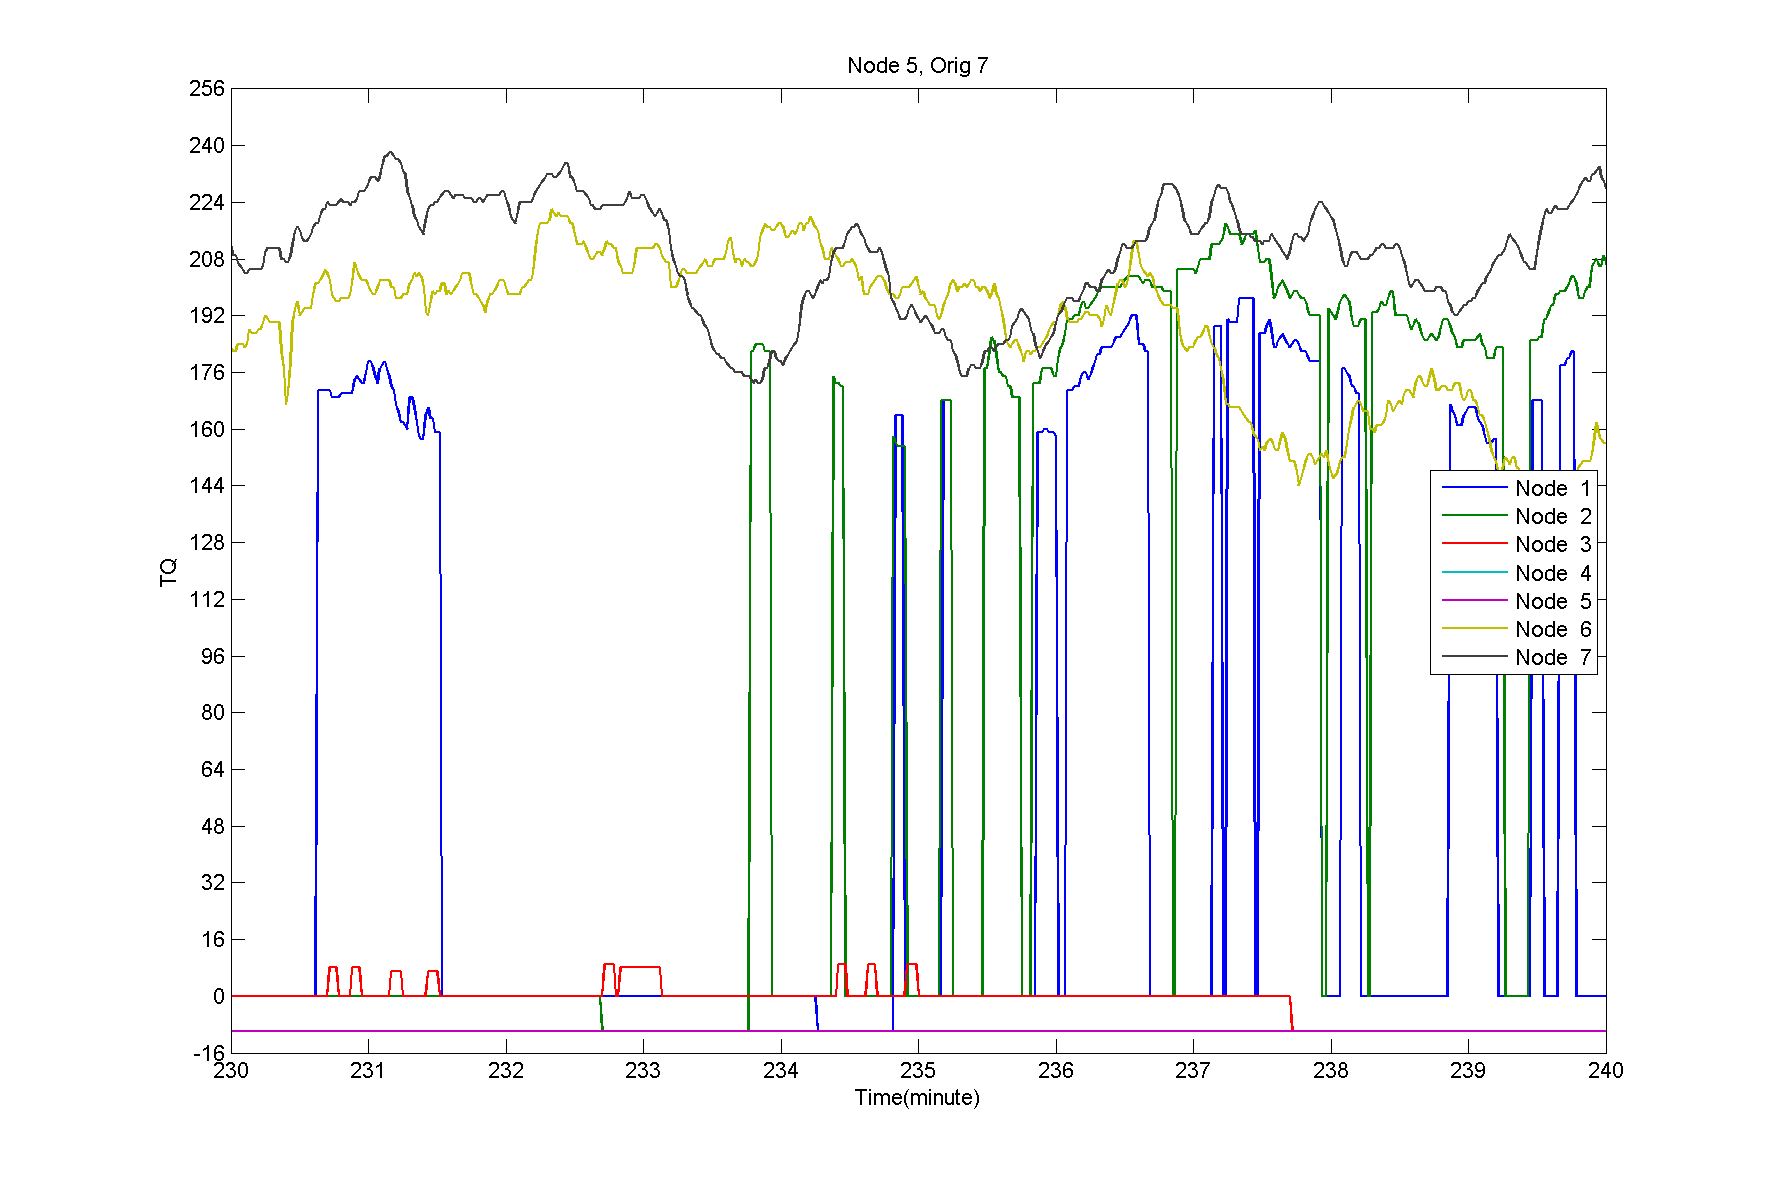 Node 5, Orig 7
256
240
224
208
192
176
160
144
128
112
96
80
64
48
32
16
0
-16
TQ
230 231 232 233 234 235 236 237 238 239 240
Time(minute)
Node 1
Node 2
Node 3
Node 4
Node 5
Node 6
Node 7